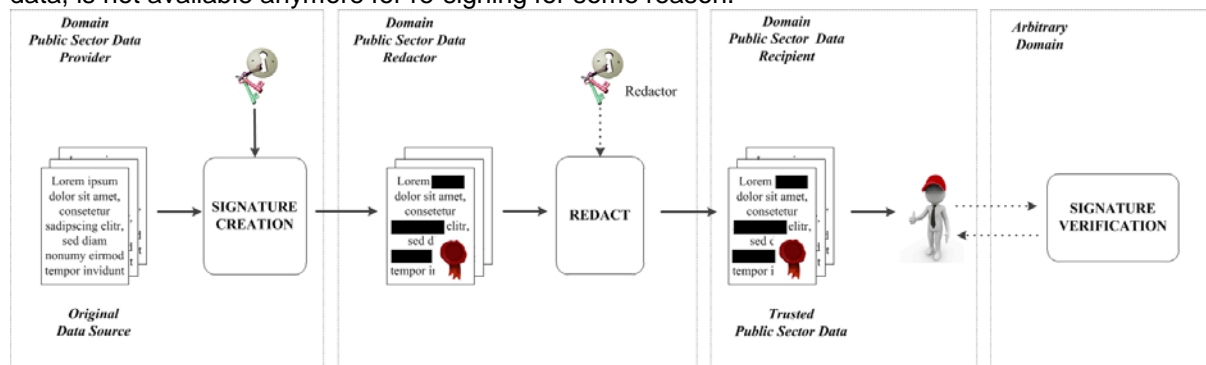 data, is not available anymore for re-signing for some reason.
Domain
Public Sector Data
Provider
Domain
Public Sector Data
Redactor
Domain
Public Sector Data
Recipient
Arbitrary
Domain
Redactor
Lorem ipsum
dolor sit amet,
consetetur
sadipscing elitr,
sed diam
nonumy eirmod
tempor invidunt
SIGNATURE
CREATION
Lorem
dolor sit amet,
consetetur
elitr,
sed d
tempor in
REDACT
Lorem
dolor sit amet,
consetetur
elitr,
sed
tempor i
SIGNATURE
VERIFICATION
Original
Data Source
Trusted
Public Sector Data